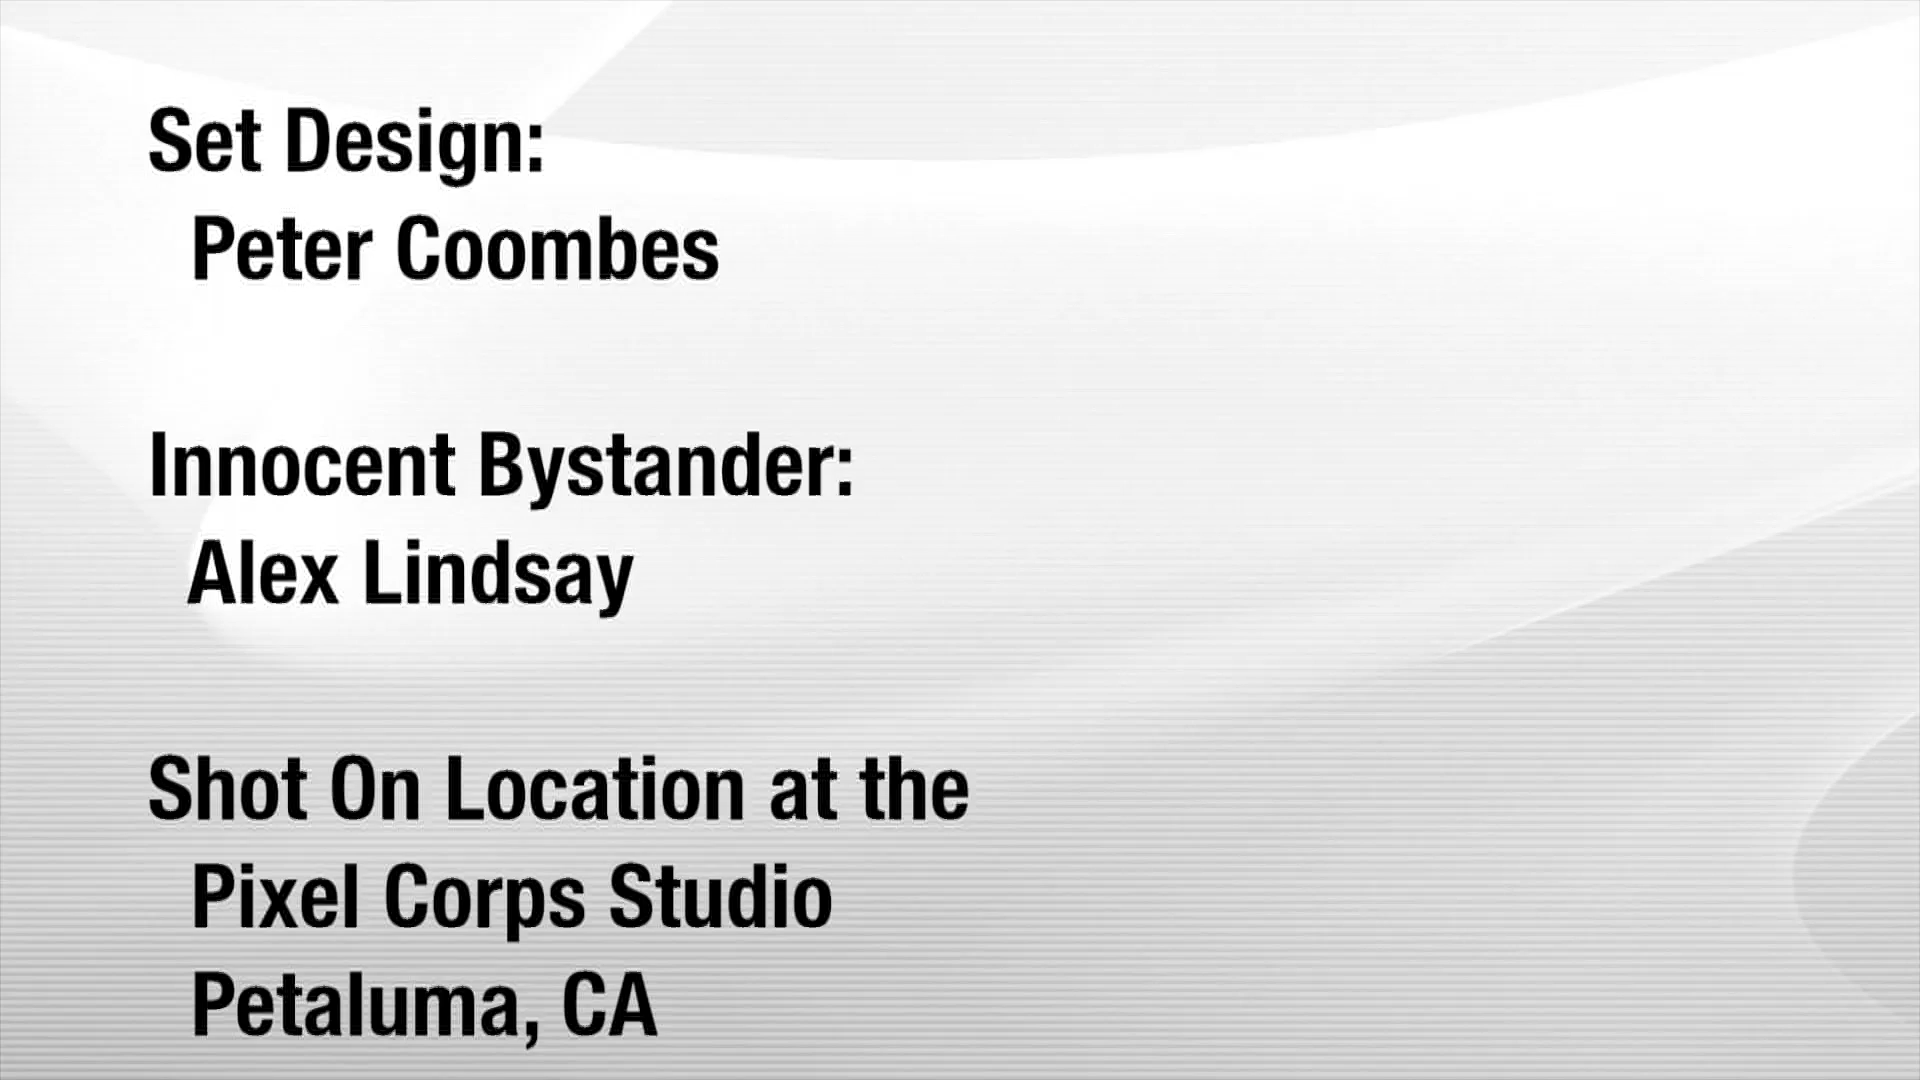 Set Design:
Peter Coombes
Innocent Bystander:
Alex Lindsay
Shot On Location at the
Pixel Corps Studio
Petaluma, CA